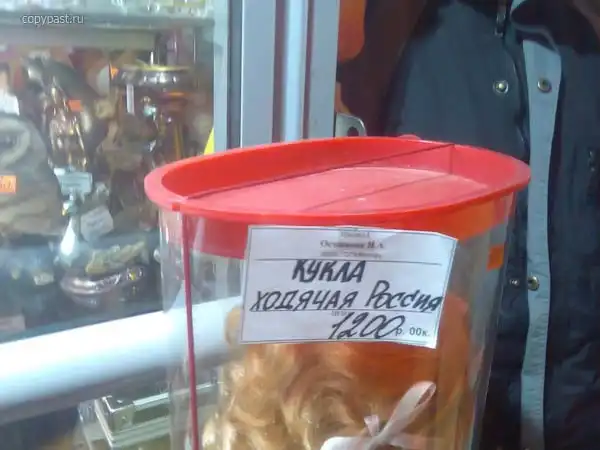 copypast.ru
КУКЛА
ХОДЯЧАЯ РОССИЯ
1200 р. 00к.